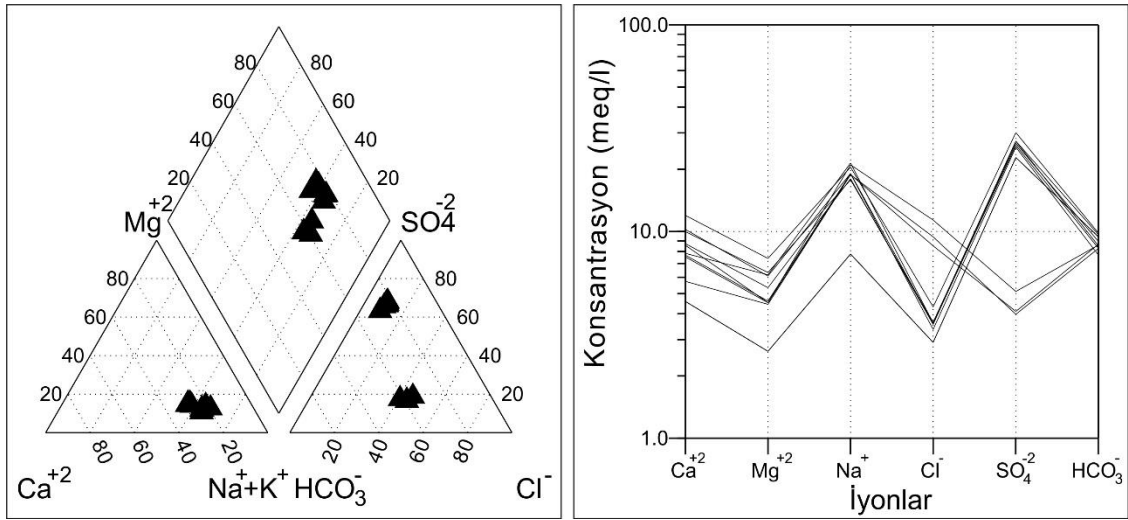 80 80
60 60
40 40
20 20
Mg+2 SO4-2
80 80
60 60
40 40
20 20
80 60 40 20 20 40 60 80
Ca+2 Na++K+ HCO3- Cl-
Konsantrasyon (meq/l)
100.0
10.0
1.0
Ca+2 Mg+2 Na+ Cl- SO4-2 HCO3-
İyonlar